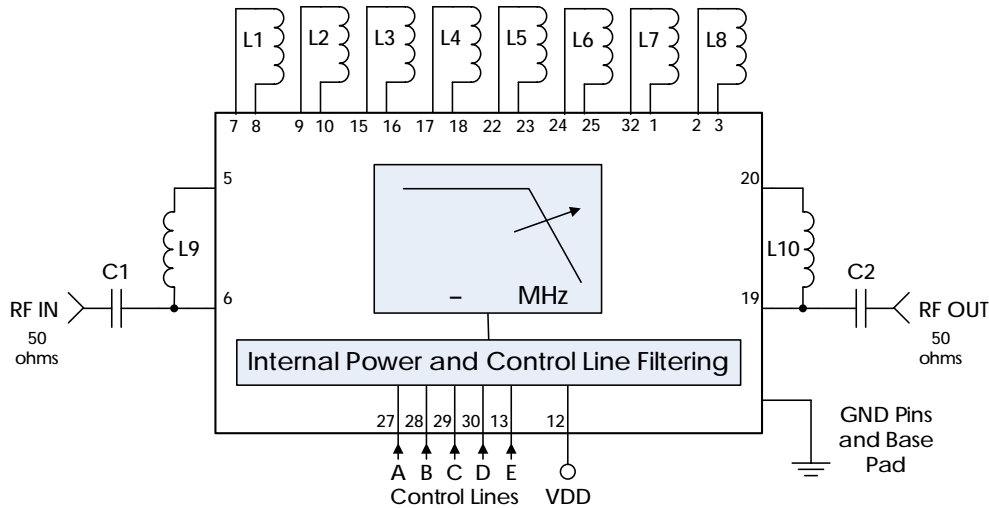 L1 L2 L3 L4 L5 L6 L7 L8
7 8 9 10 15 16 17 18 22 23 24 25 32 1 2 3
5
20
L9
L10
C1
C2
6
19
RF IN
50
ohms
RF OUT
50
ohms
– MHz
Internal Power and Control Line Filtering
27 28 29 30 13 12
A B C D E
Control Lines
VDD
GND Pins
and Base
Pad